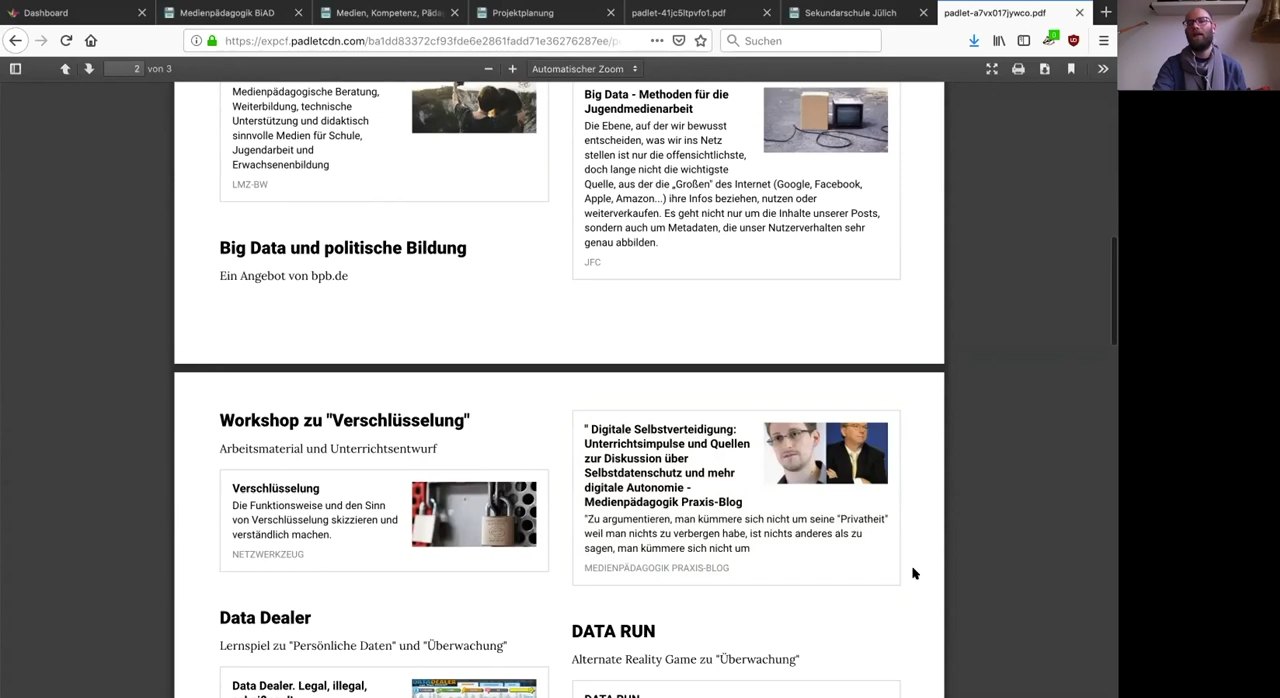 Dashboard
Medienpädagogik BiAD
Medien, Kompetenz, Päda
Projektplanung
padlet-41jc5ltpvfo1.pdf
Sekundarschule Jülich
padlet-a7vx017jywco.pdf
https://expcf.padletcdn.com/ba1dd83372cf93fde6e2861fadd71e36276287ee/p
Suchen
2 von 3
Automatischer Zoom
Medienpädagogische Beratung,
Weiterbildung, technische
Unterstützung und didaktisch
sinnvolle Medien für Schule,
Jugendarbeit und
Erwachsenenbildung
LMZ-BW
Big Data und politische Bildung
Ein Angebot von bpb.de
Big Data - Methoden für die
Jugendmedienarbeit
Die Ebene, auf der wir bewusst
entscheiden, was wir ins Netz
stellen ist nur die offensichtlichste,
doch lange nicht die wichtigste
Quelle, aus der die „Großen" des Internet (Google, Facebook,
Apple, Amazon...) ihre Infos beziehen, nutzen oder
weiterverkaufen. Es geht nicht nur um die Inhalte unserer Posts,
sondern auch um Metadaten, die unser Nutzerverhalten sehr
genau abbilden.
JFC
Workshop zu "Verschlüsselung"
Arbeitsmaterial und Unterrichtsentwurf
Verschlüsselung
Die Funktionsweise und den Sinn
von Verschlüsselung skizzieren und
verständlich machen.
NETZWERKZEUG
Data Dealer
Lernspiel zu "Persönliche Daten" und "Überwachung"
Data Dealer. Legal, illegal,
" Digitale Selbstverteidigung:
Unterrichtsimpulse und Quellen
zur Diskussion über
Selbstdatenschutz und mehr
digitale Autonomie -
Medienpädagogik Praxis-Blog
"Zu argumentieren, man kümmere sich nicht um seine "Privatheit"
weil man nichts zu verbergen habe, ist nichts anderes als zu
sagen, man kümmere sich nicht um
MEDIENPÄDAGOGIK PRAXIS-BLOG
DATA RUN
Alternate Reality Game zu "Überwachung"
DATA RUN